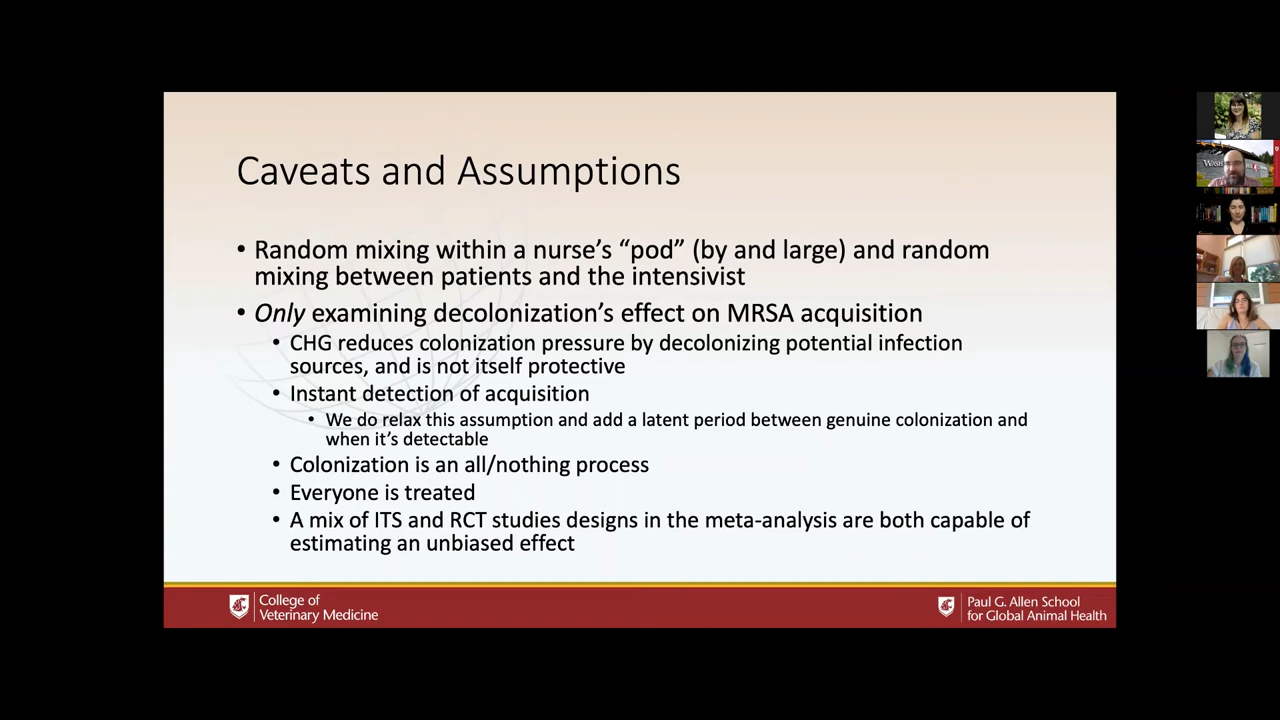 Caveats and Assumptions
• Random mixing within a nurse's “pod” (by and large) and random
mixing between patients and the intensivist
• Only examining decolonization's effect on MRSA acquisition
• CHG reduces colonization pressure by decolonizing potential infection
sources, and is not itself protective
• Instant detection of acquisition
• We do relax this assumption and add a latent period between genuine colonization and
when it's detectable
• Colonization is an all/nothing process
• Everyone is treated
• A mix of ITS and RCT studies designs in the meta-analysis are both capable of
estimating an unbiased effect
College of
Veterinary Medicine
Paul G. Allen School
for Global Animal Health